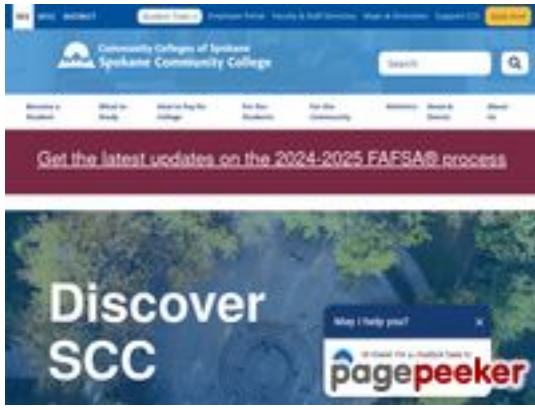 SCC SFCC DISTRICT Student Tools Employee Portal Faculty & Staff Directory Maps & Directions Support CCS Apply Now
Community Colleges of Spokane
Spokane Community College
Search
Become a Student
What to Study
How to Pay for College
For Our Students
For the Community
Athletics
News & Events
About Us
Get the latest updates on the 2024-2025 FAFSA® process
Discover
SCC
May I help you?
×
pagepeeker